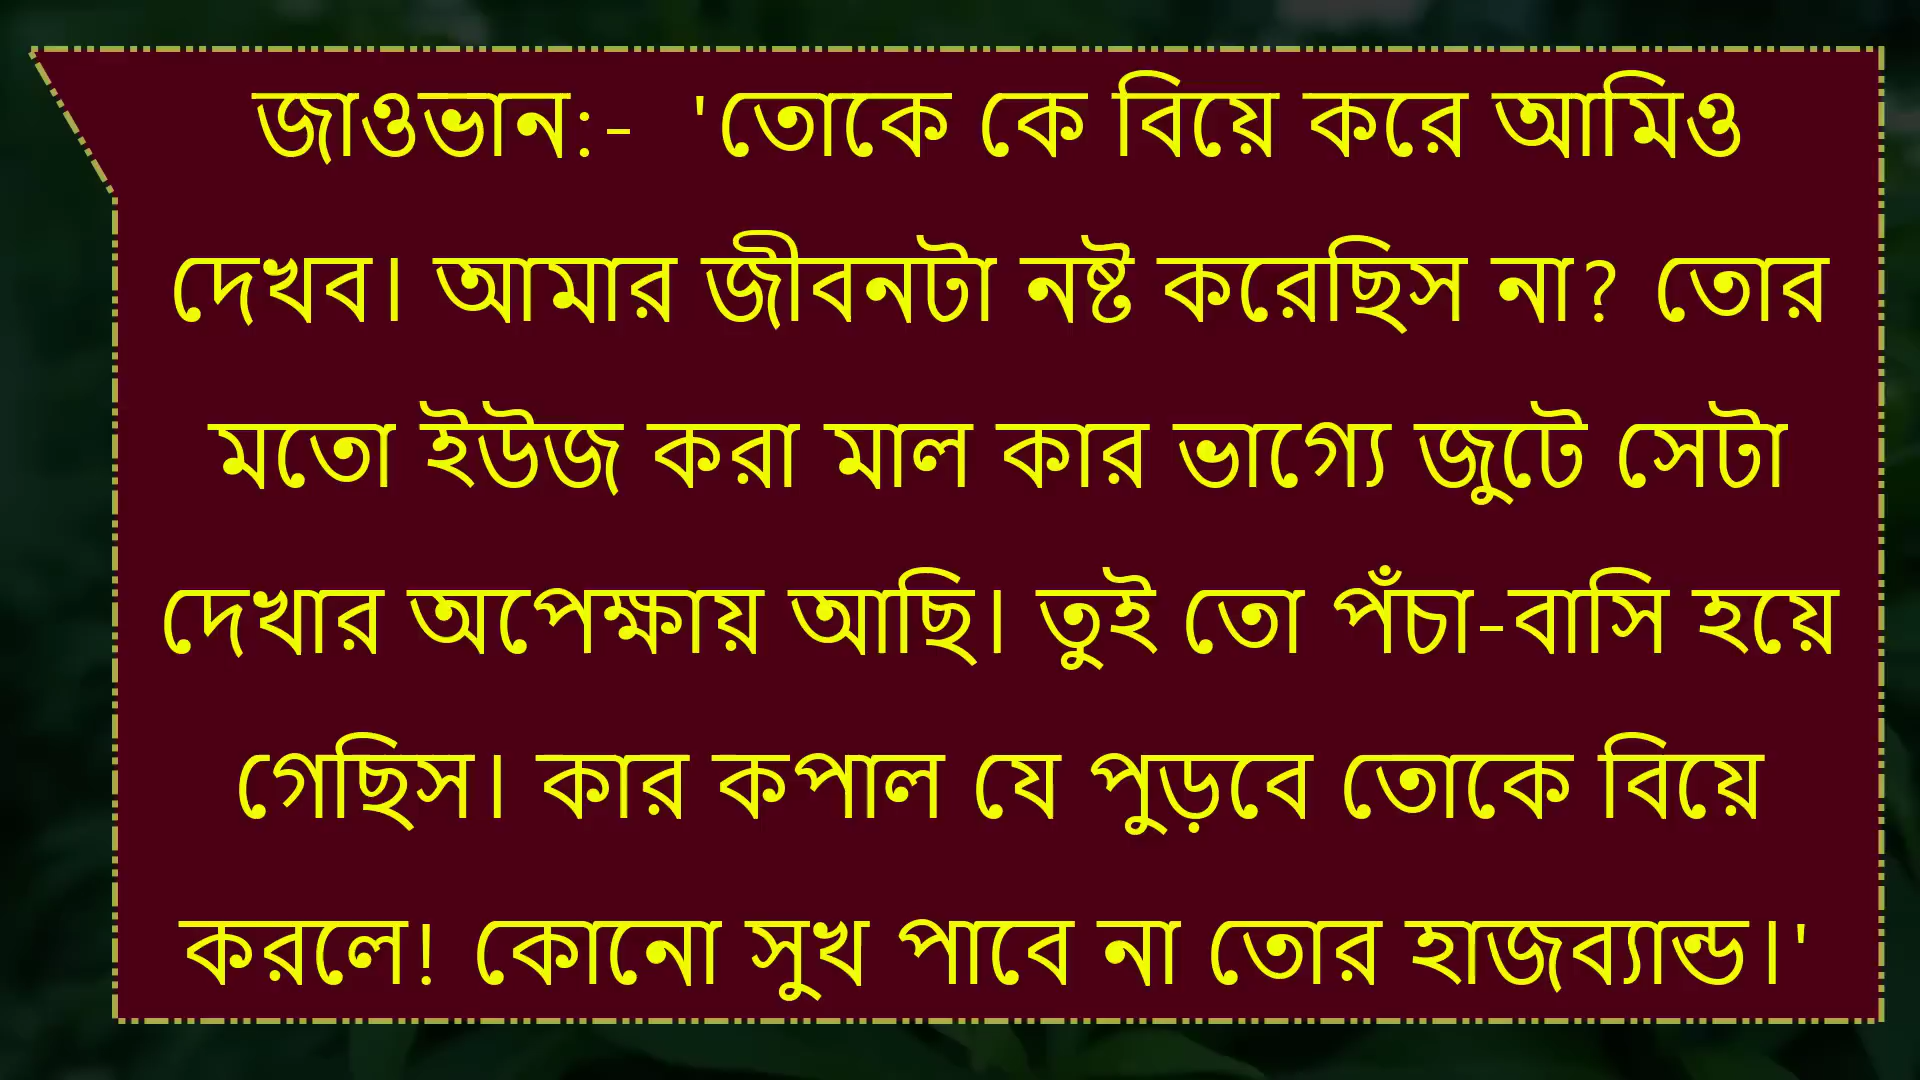 জাওভান:- 'তোকে কে বিয়ে করে আমিও
দেখব। আমার জীবনটা নষ্ট করেছিস না? তোর
মতো ইউজ করা মাল কার ভাগ্যে জুটে সেটা
দেখার অপেক্ষায় আছি। তুই তো পঁচা-বাসি হয়ে
গেছিস। কার কপাল যে পুড়বে তোকে বিয়ে
করলে! কোনো সুখ পাবে না তোর হাজব্যান্ড।'